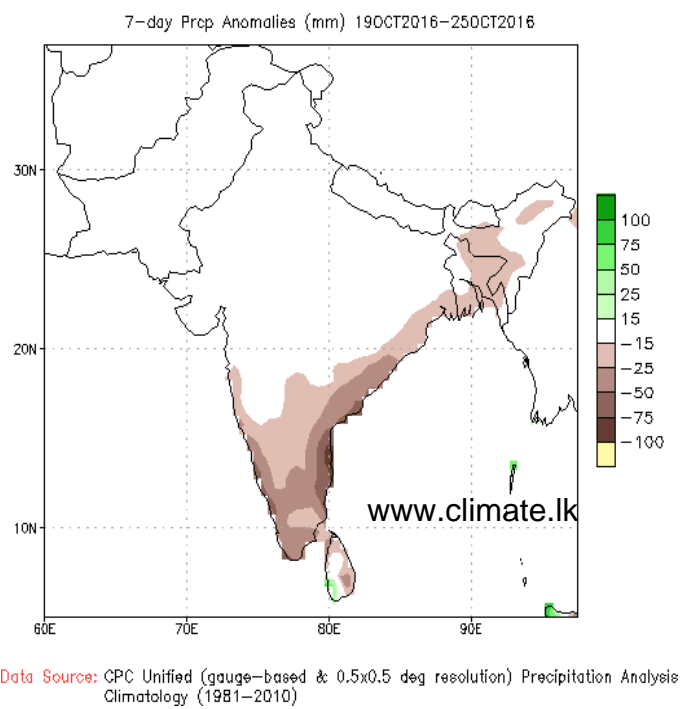 7-day Prcp Anomalies (mm) 19OCT2016-25OCT2016
30N
20N
10N
60E 70E 80E 90E
100
75
50
25
15
-15
-25
-50
-75
-100
www.climate.lk
Data Source: CPC Unified (gauge-based & 0.5x0.5 deg resolution) Precipitation Analysis
Climatology (1981-2010)